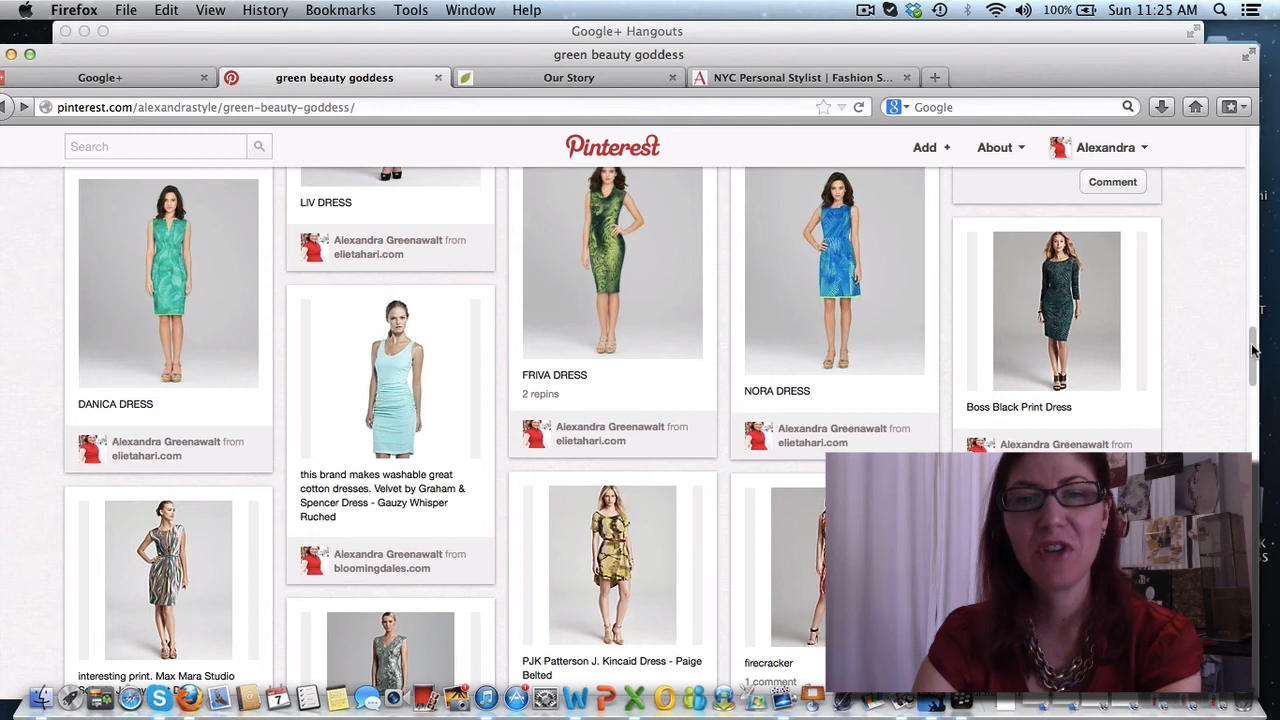 Firefox File Edit View History Bookmarks Tools Window Help
100% Sun 11:25 AM
Google+ Hangouts
green beauty goddess
Google+
green beauty goddess
Our Story
NYC Personal Stylist | Fashion S...
pinterest.com/alexandrastyle/green-beauty-goddess/
Google
Search
Pinterest
Add +
About
Alexandra
DANICA DRESS
Alexandra Greenawalt from
elietahari.com
interesting print. Max Mara Studio
LIV DRESS
Alexandra Greenawalt from
elietahari.com
this brand makes washable great
cotton dresses. Velvet by Graham &
Spencer Dress - Gauzy Whisper
Ruched
Alexandra Greenawalt from
bloomingdales.com
FRIVA DRESS
2 repins
Alexandra Greenawalt from
elietahari.com
PJK Patterson J. Kincaid Dress - Paige
Belted
NORA DRESS
Alexandra Greenawalt from
elietahari.com
firecracker
1 comment
Comment
Boss Black Print Dress
Alexandra Greenawalt from